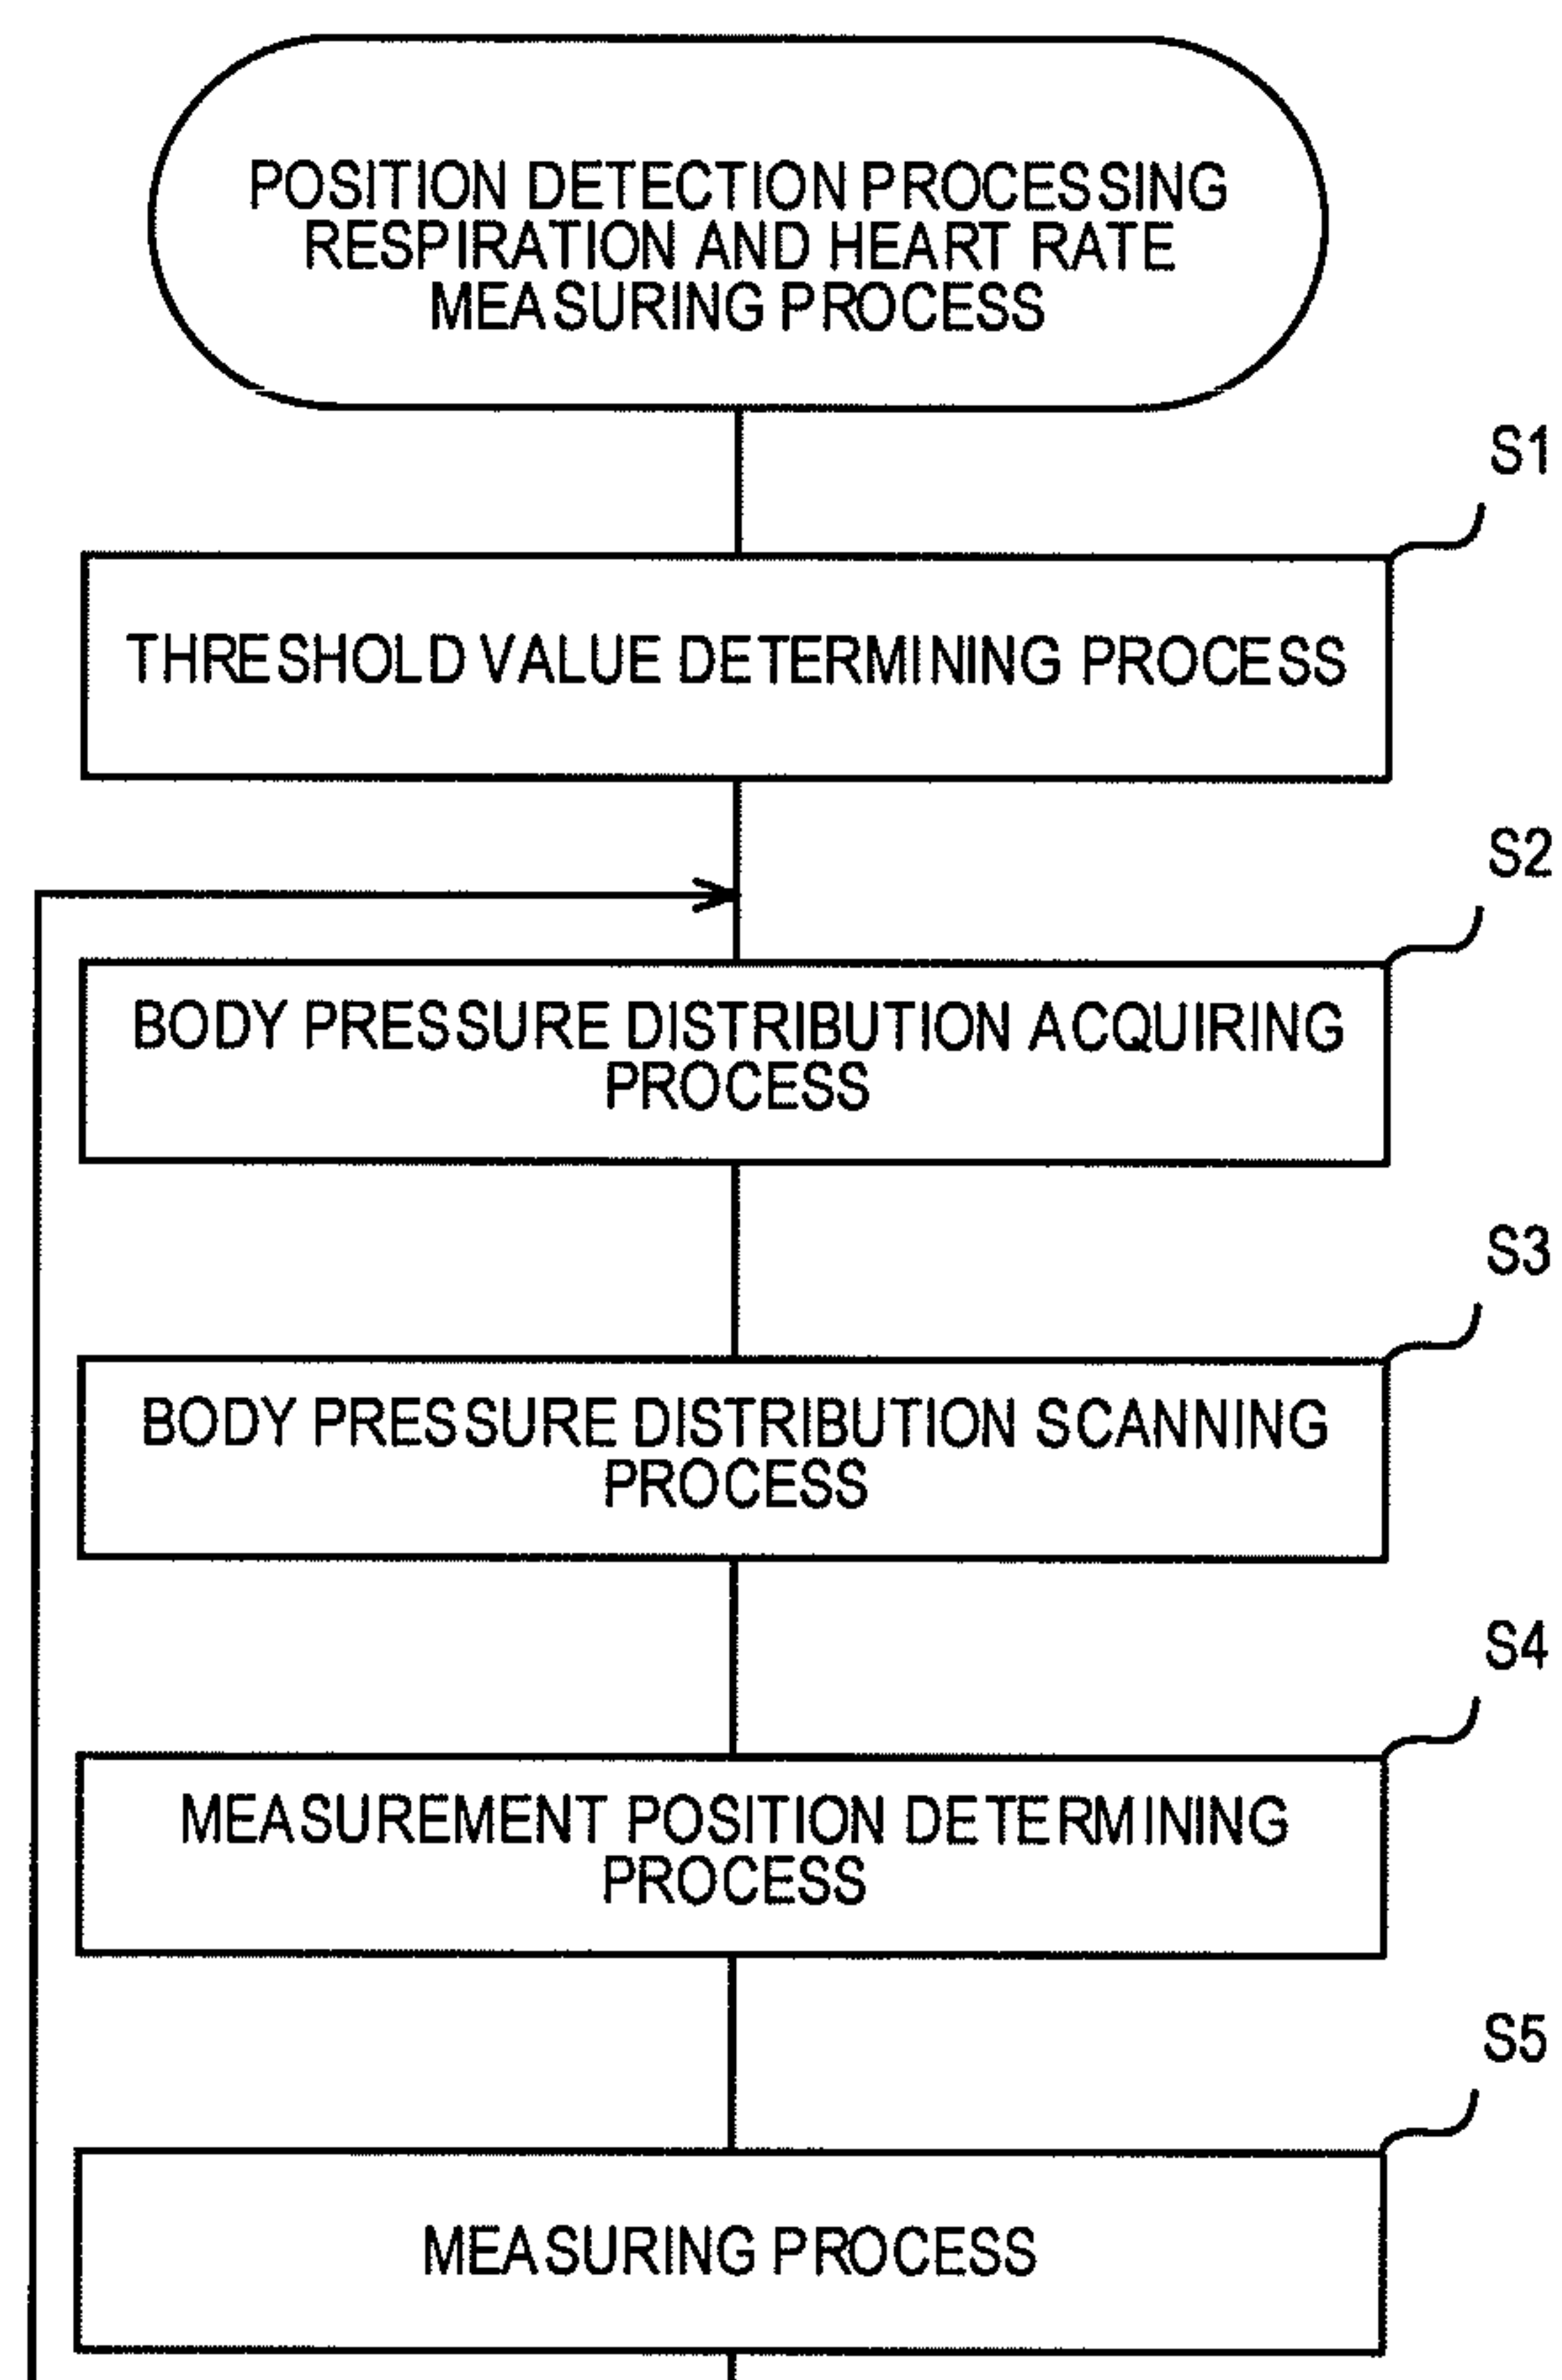 POSITION DETECTION PROCESSING
RESPIRATION AND HEART RATE
MEASURING PROCESS
S1
THRESHOLD VALUE DETERMINING PROCESS
S2
BODY PRESSURE DISTRIBUTION ACQUIRING
PROCESS
S3
BODY PRESSURE DISTRIBUTION SCANNING
PROCESS
S4
MEASUREMENT POSITION DETERMINING
PROCESS
S5
MEASURING PROCESS